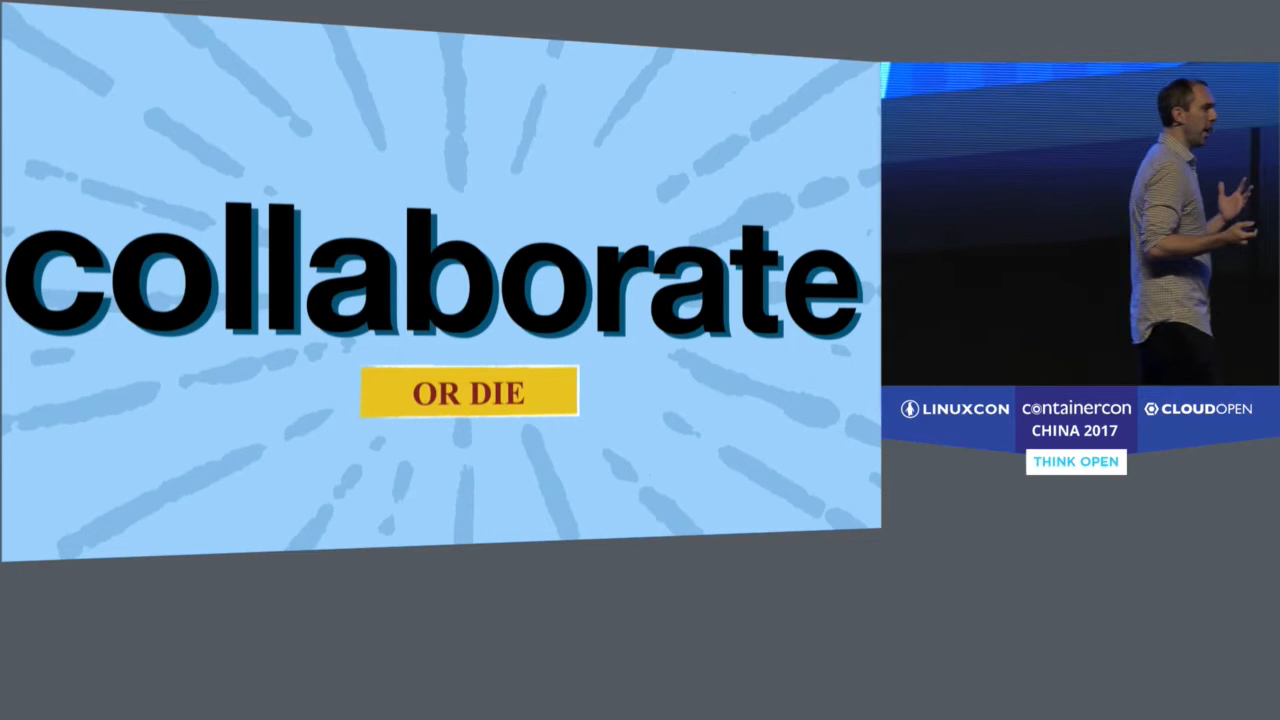 collaborate
OR DIE
LINUXCON
containercon
CLOUDOPEN
CHINA 2017
THINK OPEN